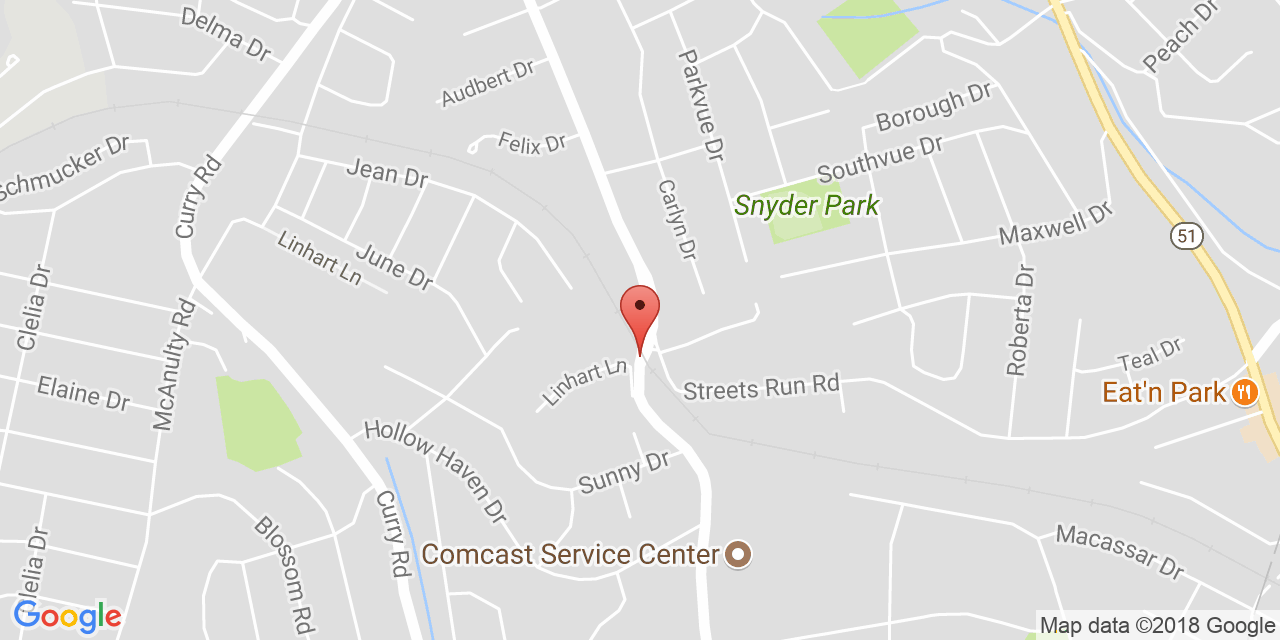 Delma Dr
Peach Dr
Audbert Dr
Parkvue Dr
Borough Dr
Felix Dr
Schmucker Dr
Southvue Dr
Jean Dr
Curry Rd
Snyder Park
Carlyn Dr
Maxwell Dr
51
Linhart Ln
June Dr
Clelia Dr
McAnulty Rd
Roberta Dr
Teal Dr
Linhart Ln
Streets Run Rd
Eat'n Park
Elaine Dr
Hollow Haven Dr
Sunny Dr
Curry Rd
Blossom Rd
Comcast Service Center
Macassar Dr
Clelia Dr
Google
Map data ©2018 Google